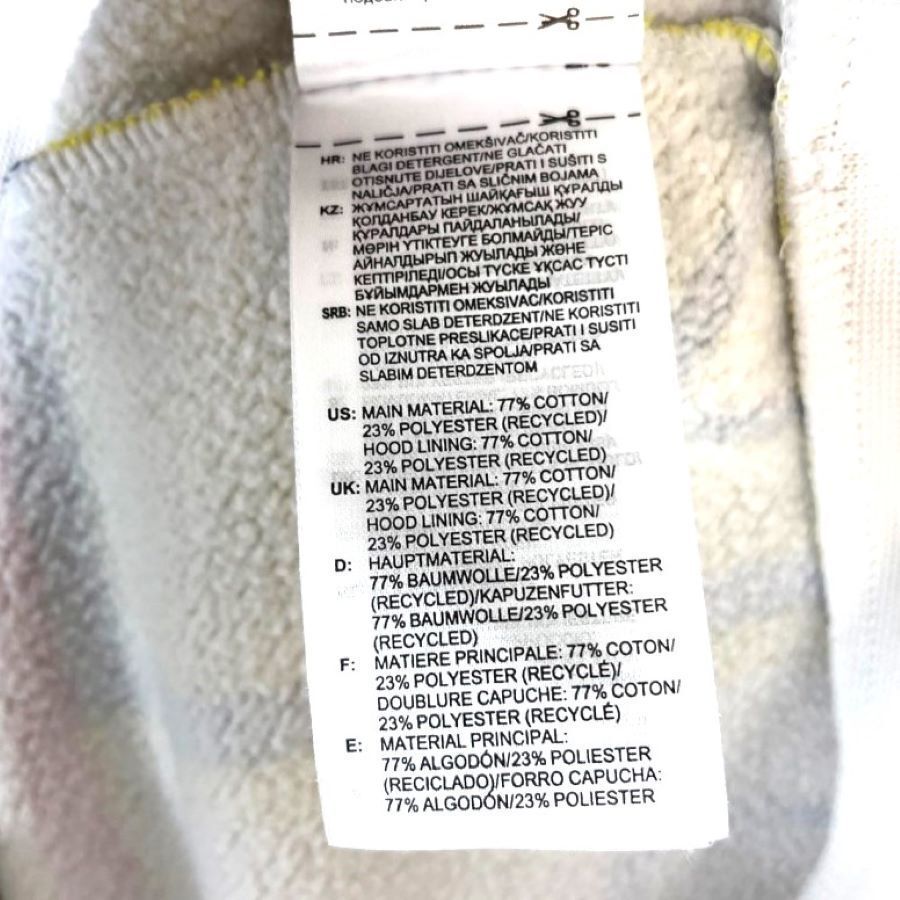 HR: NE KORISTITI OMEKŠIVAČ/KORISTITI
BLAGI DETERGENT/NE GLAČATI
OTISNUTE DIJELOVE/PRATI I SUŠITI S
NALIČJA/PRATI SA SLIČNIM BOJAMA
KZ: ЖҰМСАРТАТЫН ШАЙҚАҒЫШ ҚҰРАЛДЫ
ҚОЛДАНБАУ КЕРЕК/ЖҰМСАҚ ЖУУ
ҚҰРАЛДАРЫ ПАЙДАЛАНЫЛАДЫ/
МӨРІН ҮТІКТЕУГЕ БОЛМАЙДЫ/ТЕРІС
АЙНАЛДЫРЫП ЖУЫЛАДЫ ЖӘНЕ
КЕПТІРІЛЕДІ/ОСЫ ТҮСКЕ ҰҚСАС ТҮСТІ
БҰЙЫМДАРМЕН ЖУЫЛАДЫ
SRB: NE KORISTITI OMEKSIVAC/KORISTITI
SAMO SLAB DETERDZENT/NE KORISTITI
TOPLOTNE PRESLIKACE/PRATI I SUSITI
OD IZNUTRA KA SPOLJA/PRATI SA
SLABIM DETERDZENTOM
US: MAIN MATERIAL: 77% COTTON/
23% POLYESTER (RECYCLED)/
HOOD LINING: 77% COTTON/
23% POLYESTER (RECYCLED)
UK: MAIN MATERIAL: 77% COTTON/
23% POLYESTER (RECYCLED)/
HOOD LINING: 77% COTTON/
23% POLYESTER (RECYCLED)
D: HAUPTMATERIAL:
77% BAUMWOLLE/23% POLYESTER
(RECYCLED)/KAPUZENFUTTER:
77% BAUMWOLLE/23% POLYESTER
(RECYCLED)
F: MATIERE PRINCIPALE: 77% COTON/
23% POLYESTER (RECYCLÉ)/
DOUBLURE CAPUCHE: 77% COTON/
23% POLYESTER (RECYCLÉ)
E: MATERIAL PRINCIPAL:
77% ALGODÓN/23% POLIESTER
(RECICLADO)/FORRO CAPUCHA:
77% ALGODÓN/23% POLIESTER